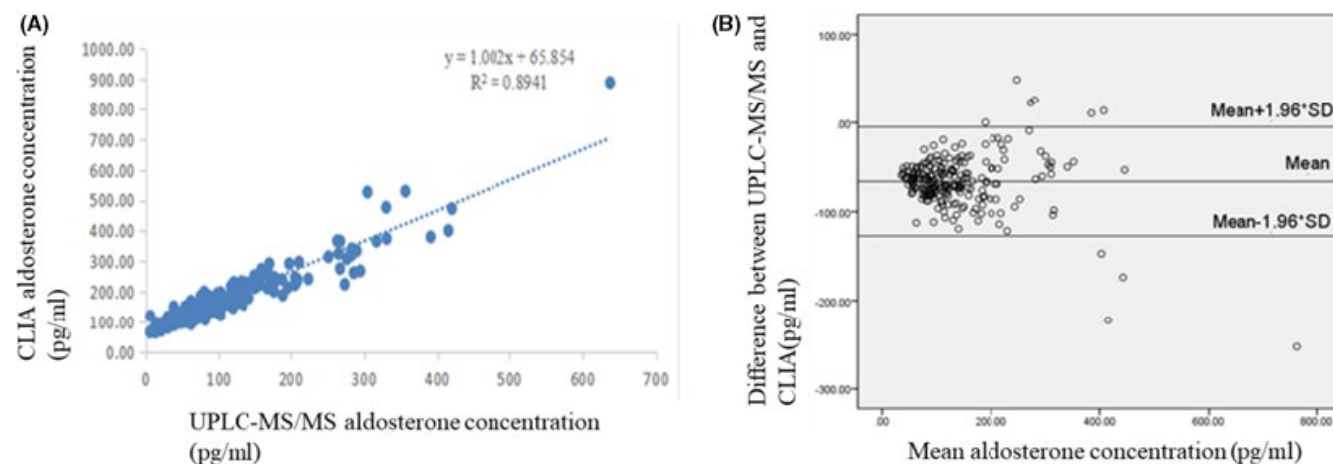 (A)
CLIA aldosterone concentration
(pg/ml)
1000.00
900.00
800.00
700.00
600.00
500.00
400.00
300.00
200.00
100.00
0.00
y = 1.002x + 65.854
R² = 0.8941
0 100 200 300 400 500 600 700
UPLC-MS/MS aldosterone concentration
(pg/ml)
(B)
Difference between UPLC-MS/MS and
CLIA(pg/ml)
100.00
.00
-100.00
-200.00
-300.00
Mean+1.96*SD
Mean
Mean-1.96*SD
.00 200.00 400.00 600.00 800.00
Mean aldosterone concentration (pg/ml)